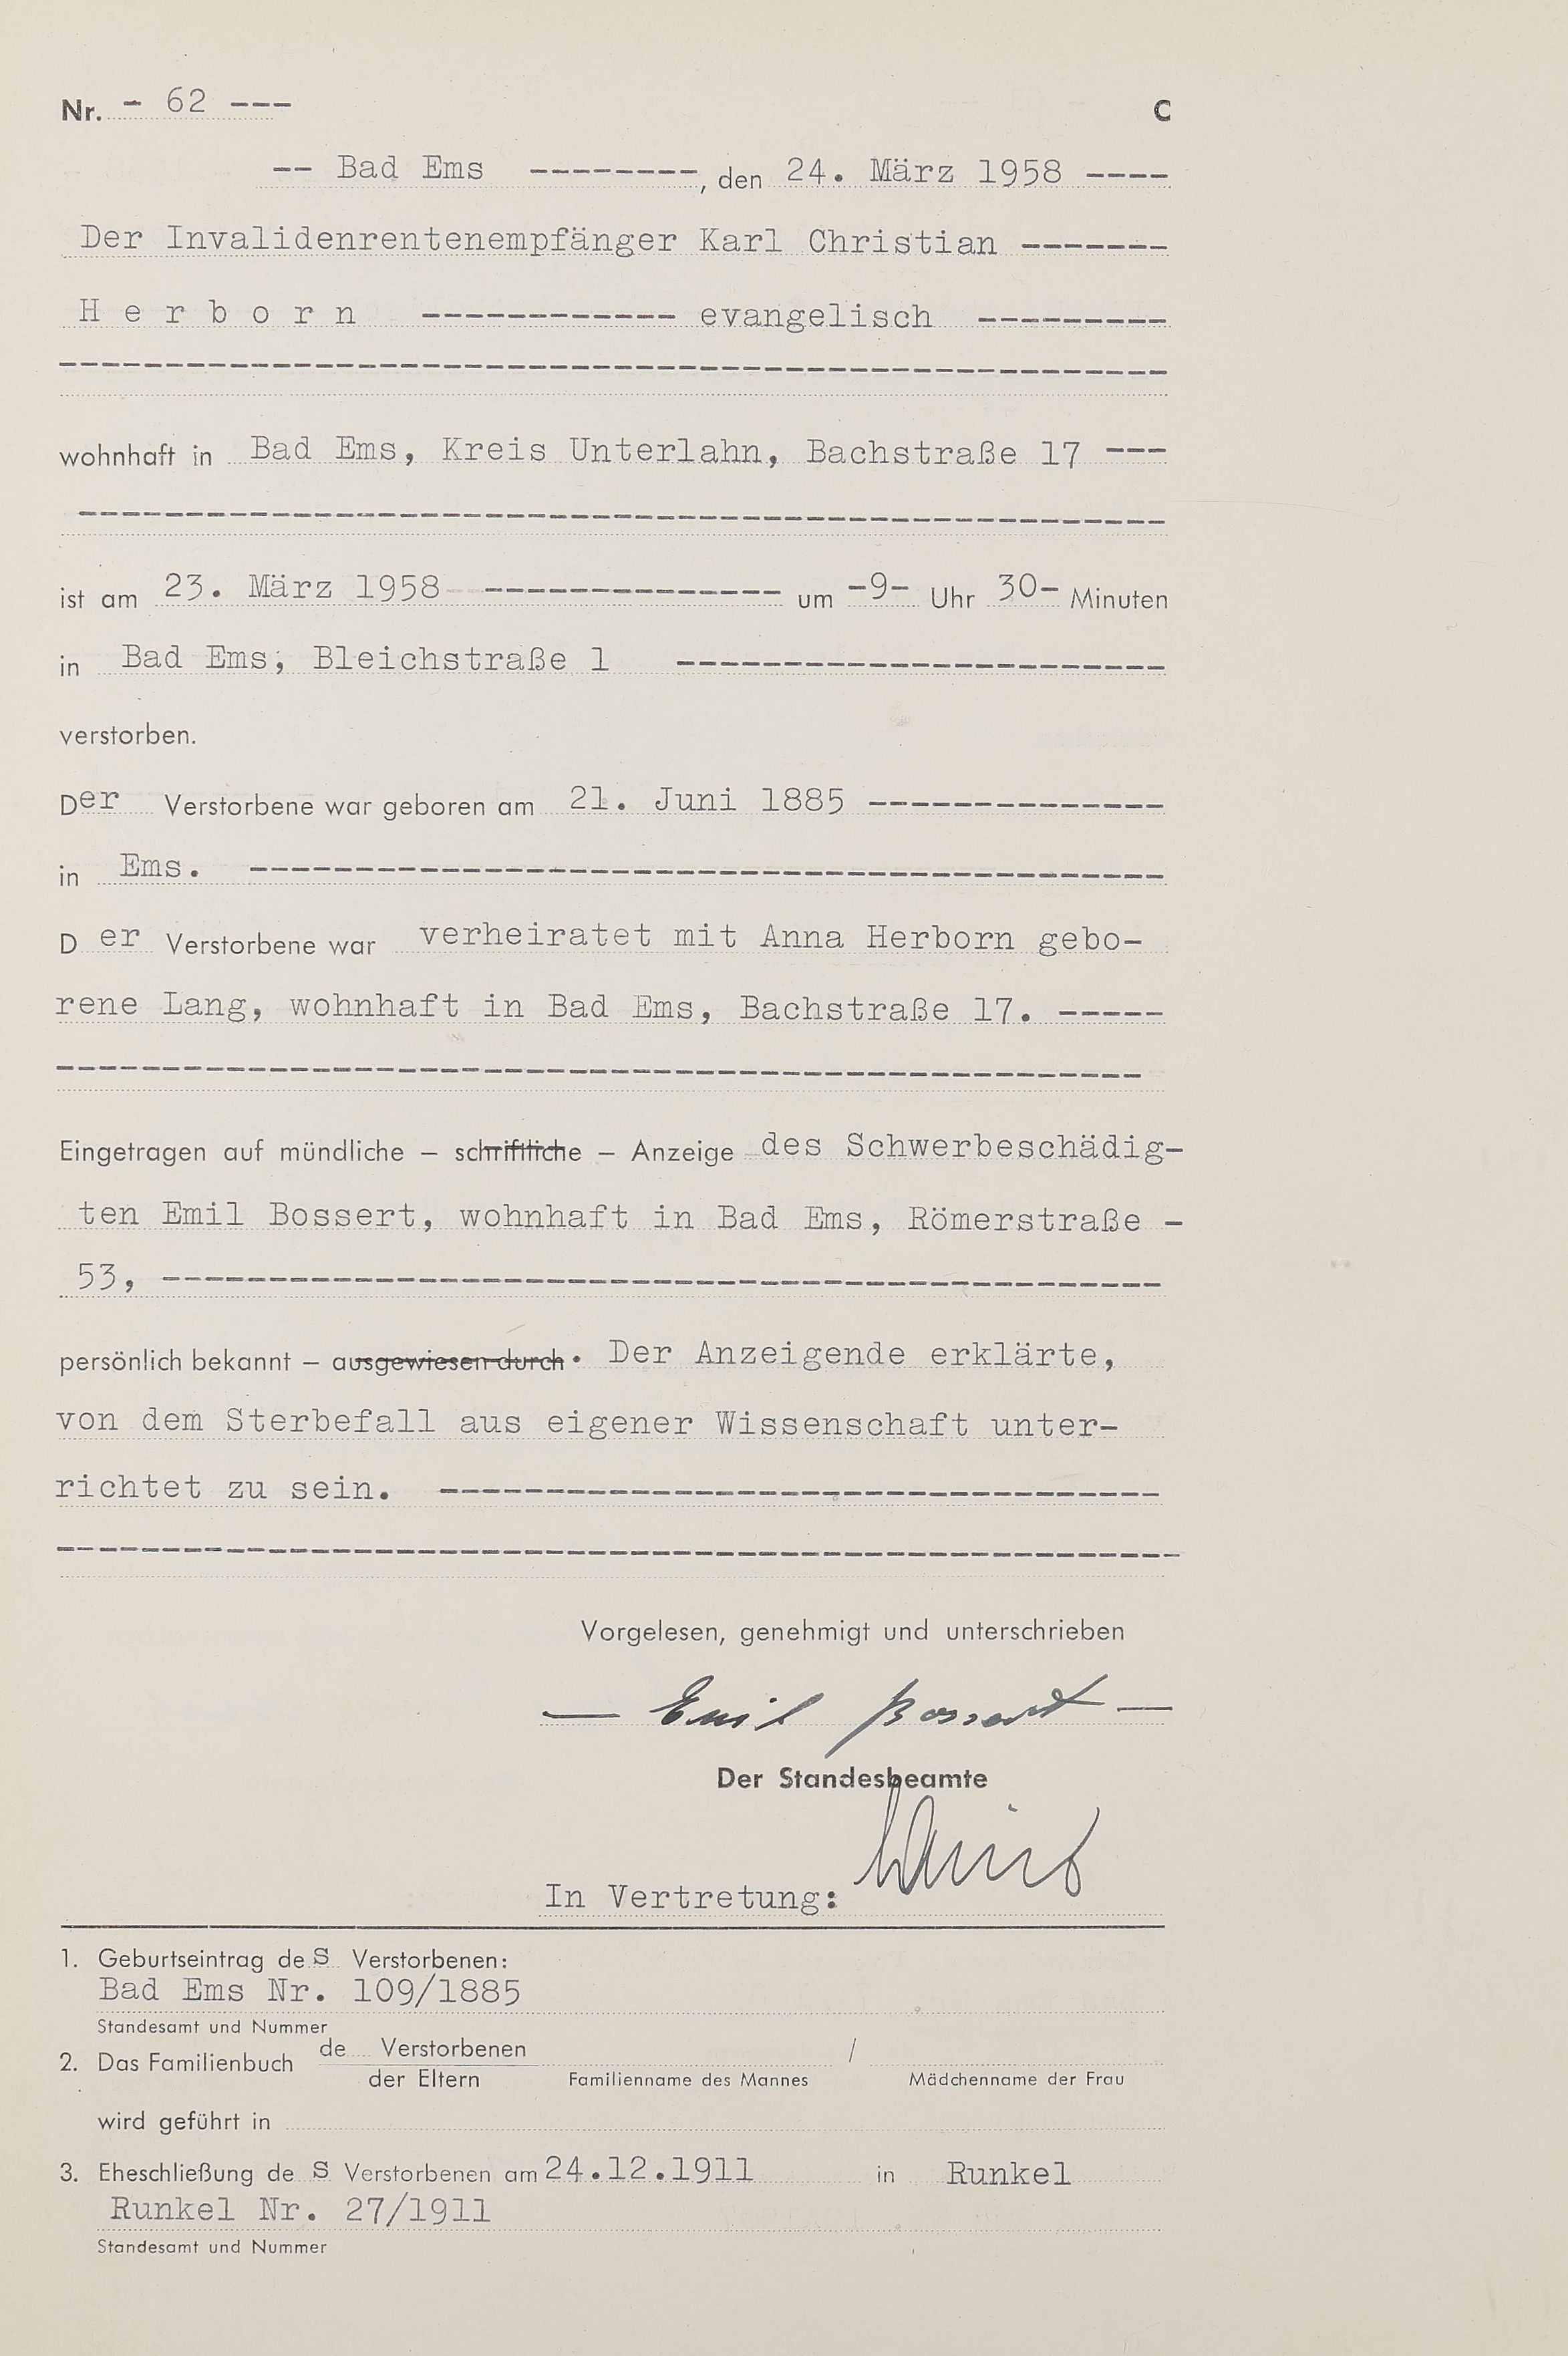 Nr. - 62 --- C
-- Bad Ems --------, den 24. März 1958 ----
Der Invalidenrentenempfänger Karl Christian -------
H e r b o r n ------------ evangelisch ---------
----------------------------------------------------
wohnhaft in Bad Ems, Kreis Unterlahn, Bachstraße 17 ---
---------------------------------------------------
ist am 23. März 1958 -------------- um -9- Uhr 30- Minuten
in Bad Ems, Bleichstraße 1 -----------------------
verstorben.
Der Verstorbene war geboren am 21. Juni 1885 --------------
in Ems. -------------------------------------------
Der Verstorbene war verheiratet mit Anna Herborn gebo-
rene Lang, wohnhaft in Bad Ems, Bachstraße 17. -----
---------------------------------------------------
Eingetragen auf mündliche – schriftliche – Anzeige des Schwerbeschädig-
ten Emil Bossert, wohnhaft in Bad Ems, Römerstraße -
53, -----------------------------------------------
persönlich bekannt – ausgewiesen durch. Der Anzeigende erklärte,
von dem Sterbefall aus eigener Wissenschaft unter-
richtet zu sein. ----------------------------------
-----------------------------------------------------
Vorgelesen, genehmigt und unterschrieben
— Emil Bossert —
Der Standesbeamte
In Vertretung:
1. Geburtseintrag des Verstorbenen:
Bad Ems Nr. 109/1885
Standesamt und Nummer
2. Das Familienbuch de Verstorbenen /
der Eltern Familienname des Mannes Mädchenname der Frau
wird geführt in
3. Eheschließung des Verstorbenen am 24.12.1911 in Runkel
Runkel Nr. 27/1911
Standesamt und Nummer